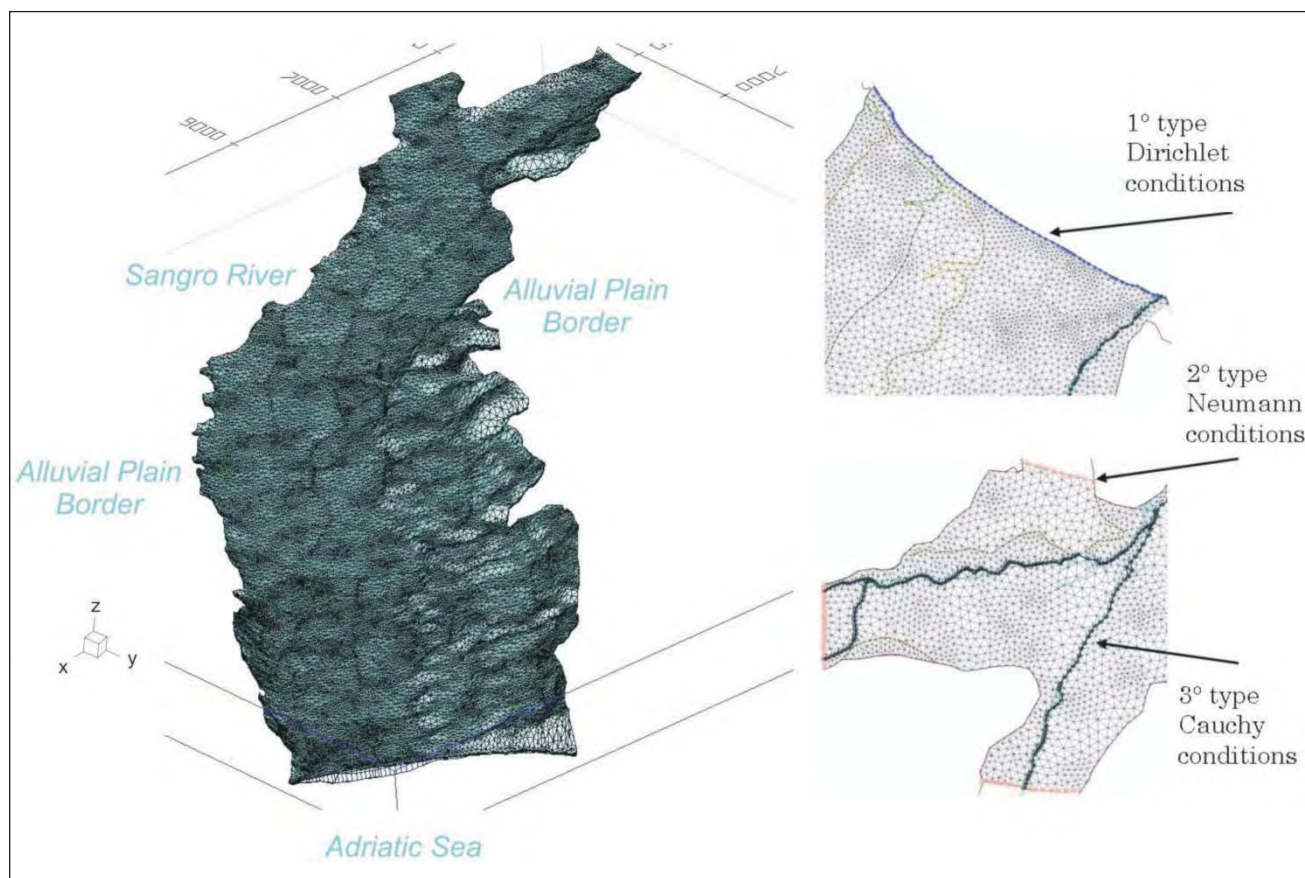 7000
9000
7000
Sangro River
Alluvial Plain
Border
Alluvial Plain
Border
z
x
y
Adriatic Sea
1° type
Dirichlet
conditions
2° type
Neumann
conditions
3° type
Cauchy
conditions